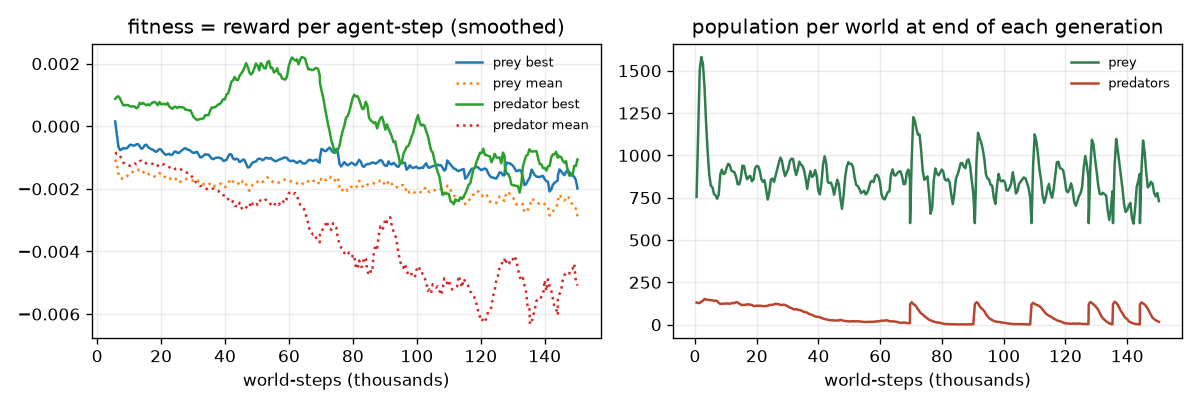 fitness = reward per agent-step (smoothed)
0.002
0.000
−0.002
−0.004
−0.006
0 20 40 60 80 100 120 140
world-steps (thousands)
prey best
prey mean
predator best
predator mean
population per world at end of each generation
1500
1250
1000
750
500
250
0
0 20 40 60 80 100 120 140
world-steps (thousands)
prey
predators